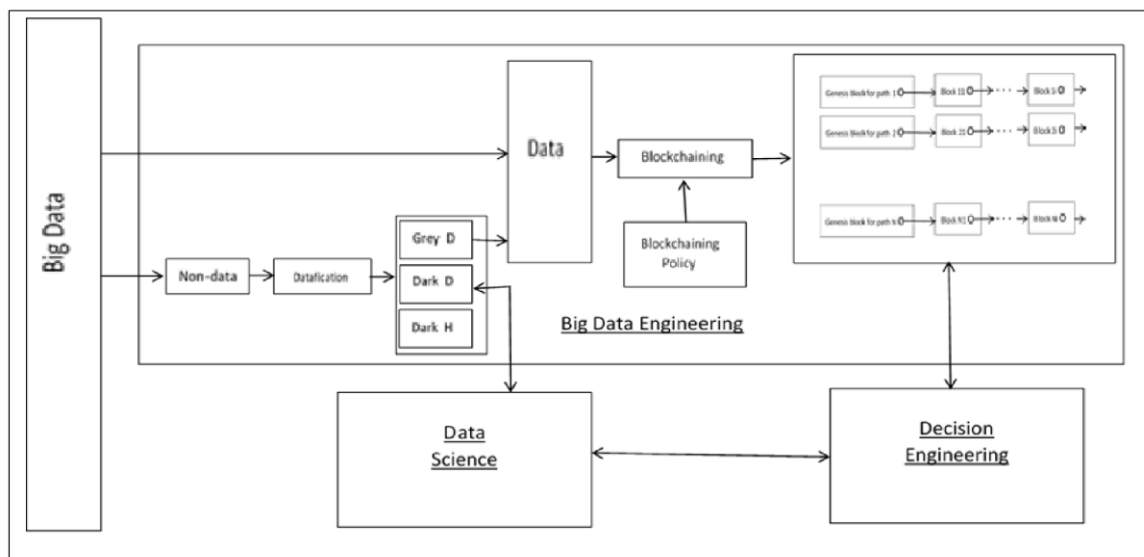 Big Data
Data
Blockchaining
Blockchaining
Policy
Genesis block for path 1
Block 11
Genesis block for path 2
Block 21
Genesis block for path N
Block N1
Grey D
Dark D
Dark H
Non-data
Datafication
Big Data Engineering
Data
Science
Decision
Engineering